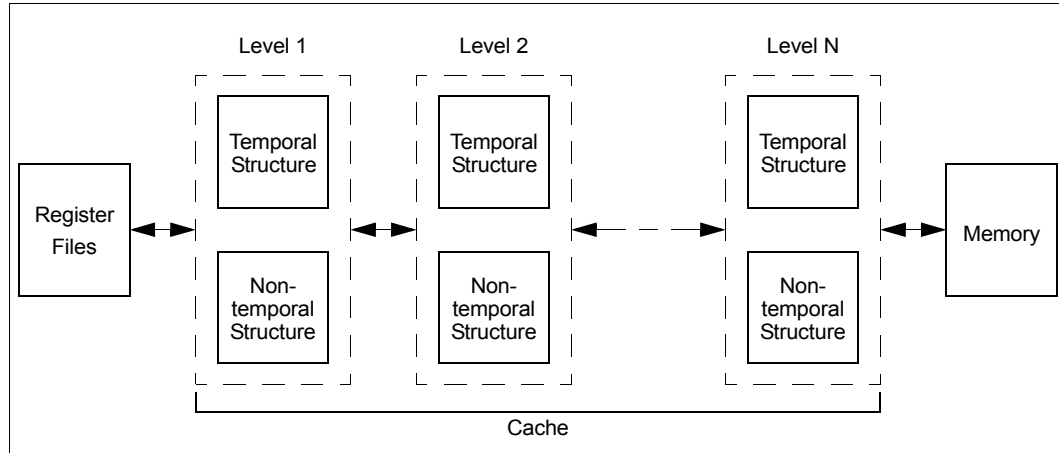 Level 1
Level 2
Level N
Temporal
Structure
Temporal
Structure
Temporal
Structure
Register
Files
Memory
Non-
temporal
Structure
Non-
temporal
Structure
Non-
temporal
Structure
Cache